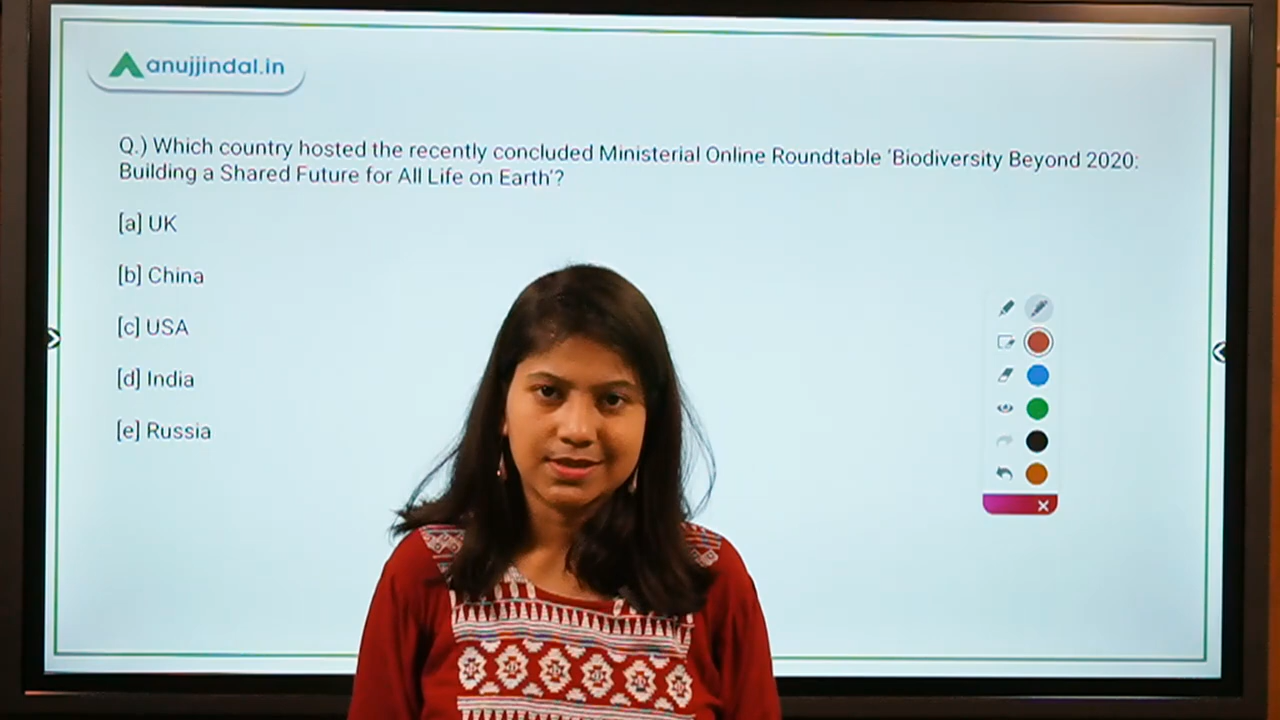 anujjindal.in
Q.) Which country hosted the recently concluded Ministerial Online Roundtable 'Biodiversity Beyond 2020:
Building a Shared Future for All Life on Earth'?
[a] UK
[b] China
[c] USA
[d] India
[e] Russia